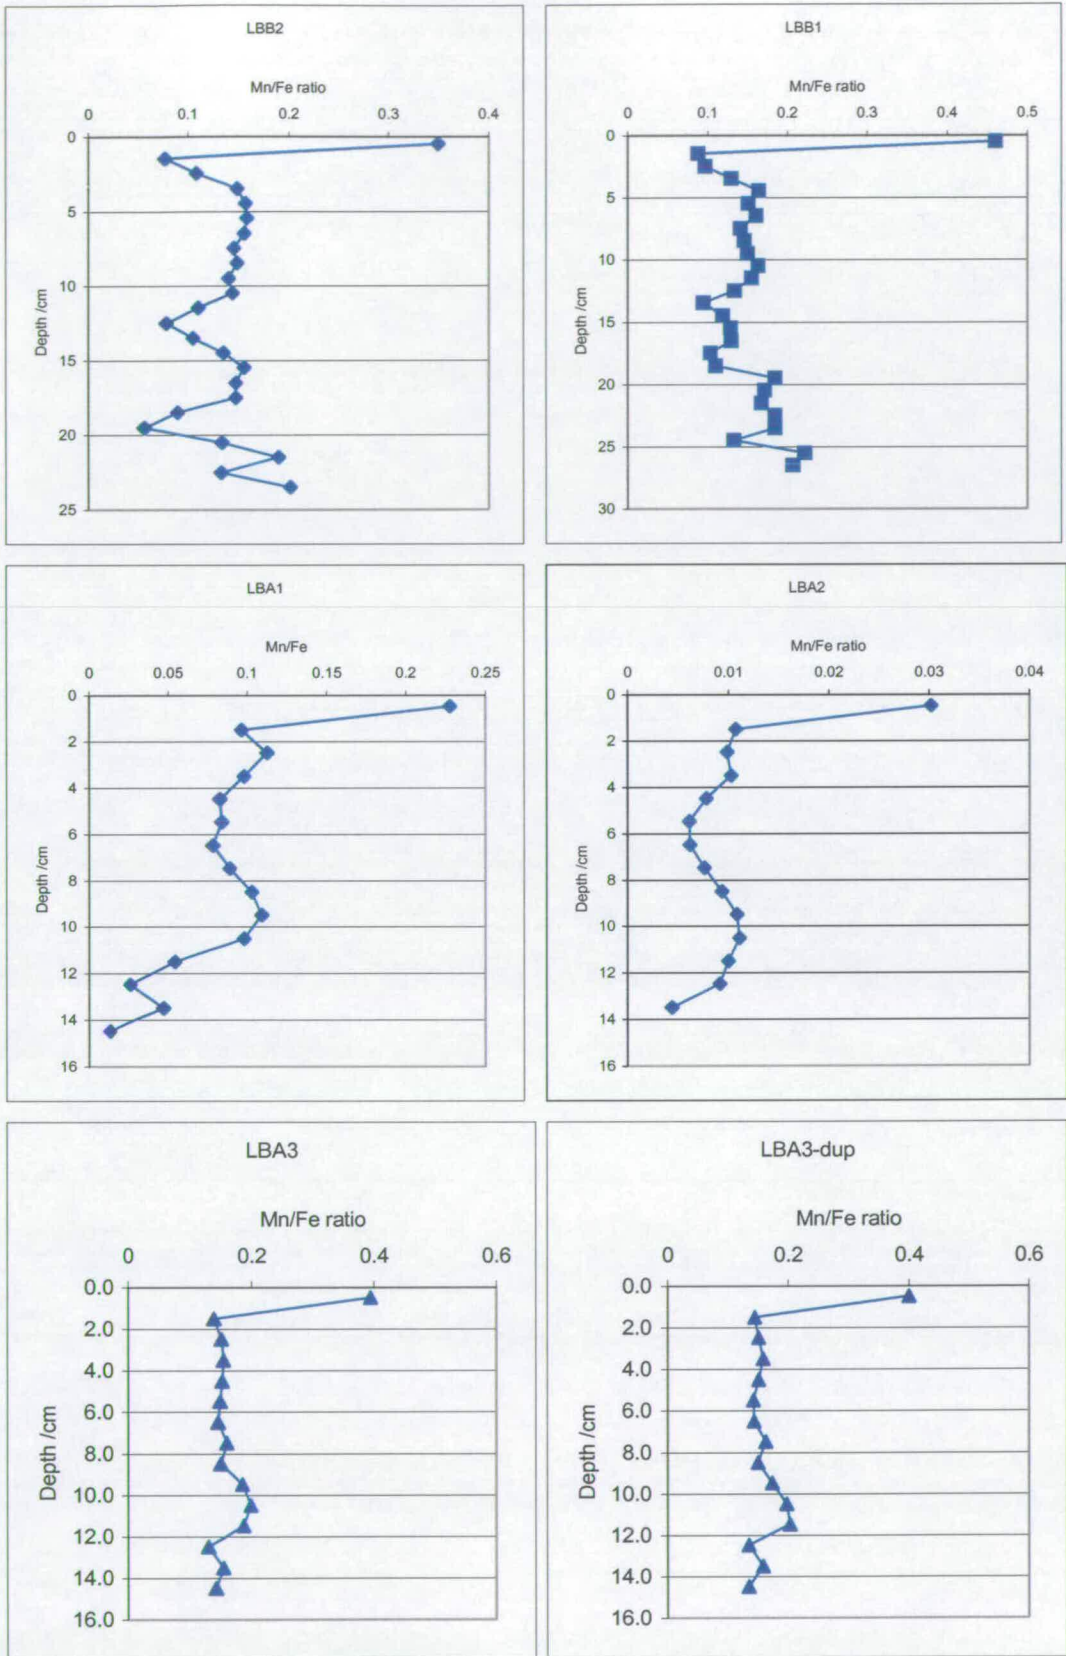 LBB2
Mn/Fe ratio
0 0.1 0.2 0.3 0.4
0
5
10
15
20
25
Depth /cm
LBB1
Mn/Fe ratio
0 0.1 0.2 0.3 0.4 0.5
0
5
10
15
20
25
30
Depth /cm
LBA1
Mn/Fe
0 0.05 0.1 0.15 0.2 0.25
0
2
4
6
8
10
12
14
16
Depth /cm
LBA2
Mn/Fe ratio
0 0.01 0.02 0.03 0.04
0
2
4
6
8
10
12
14
16
Depth /cm
LBA3
Mn/Fe ratio
0 0.2 0.4 0.6
0.0
2.0
4.0
6.0
8.0
10.0
12.0
14.0
16.0
Depth /cm
LBA3-dup
Mn/Fe ratio
0 0.2 0.4 0.6
0.0
2.0
4.0
6.0
8.0
10.0
12.0
14.0
16.0
Depth /cm